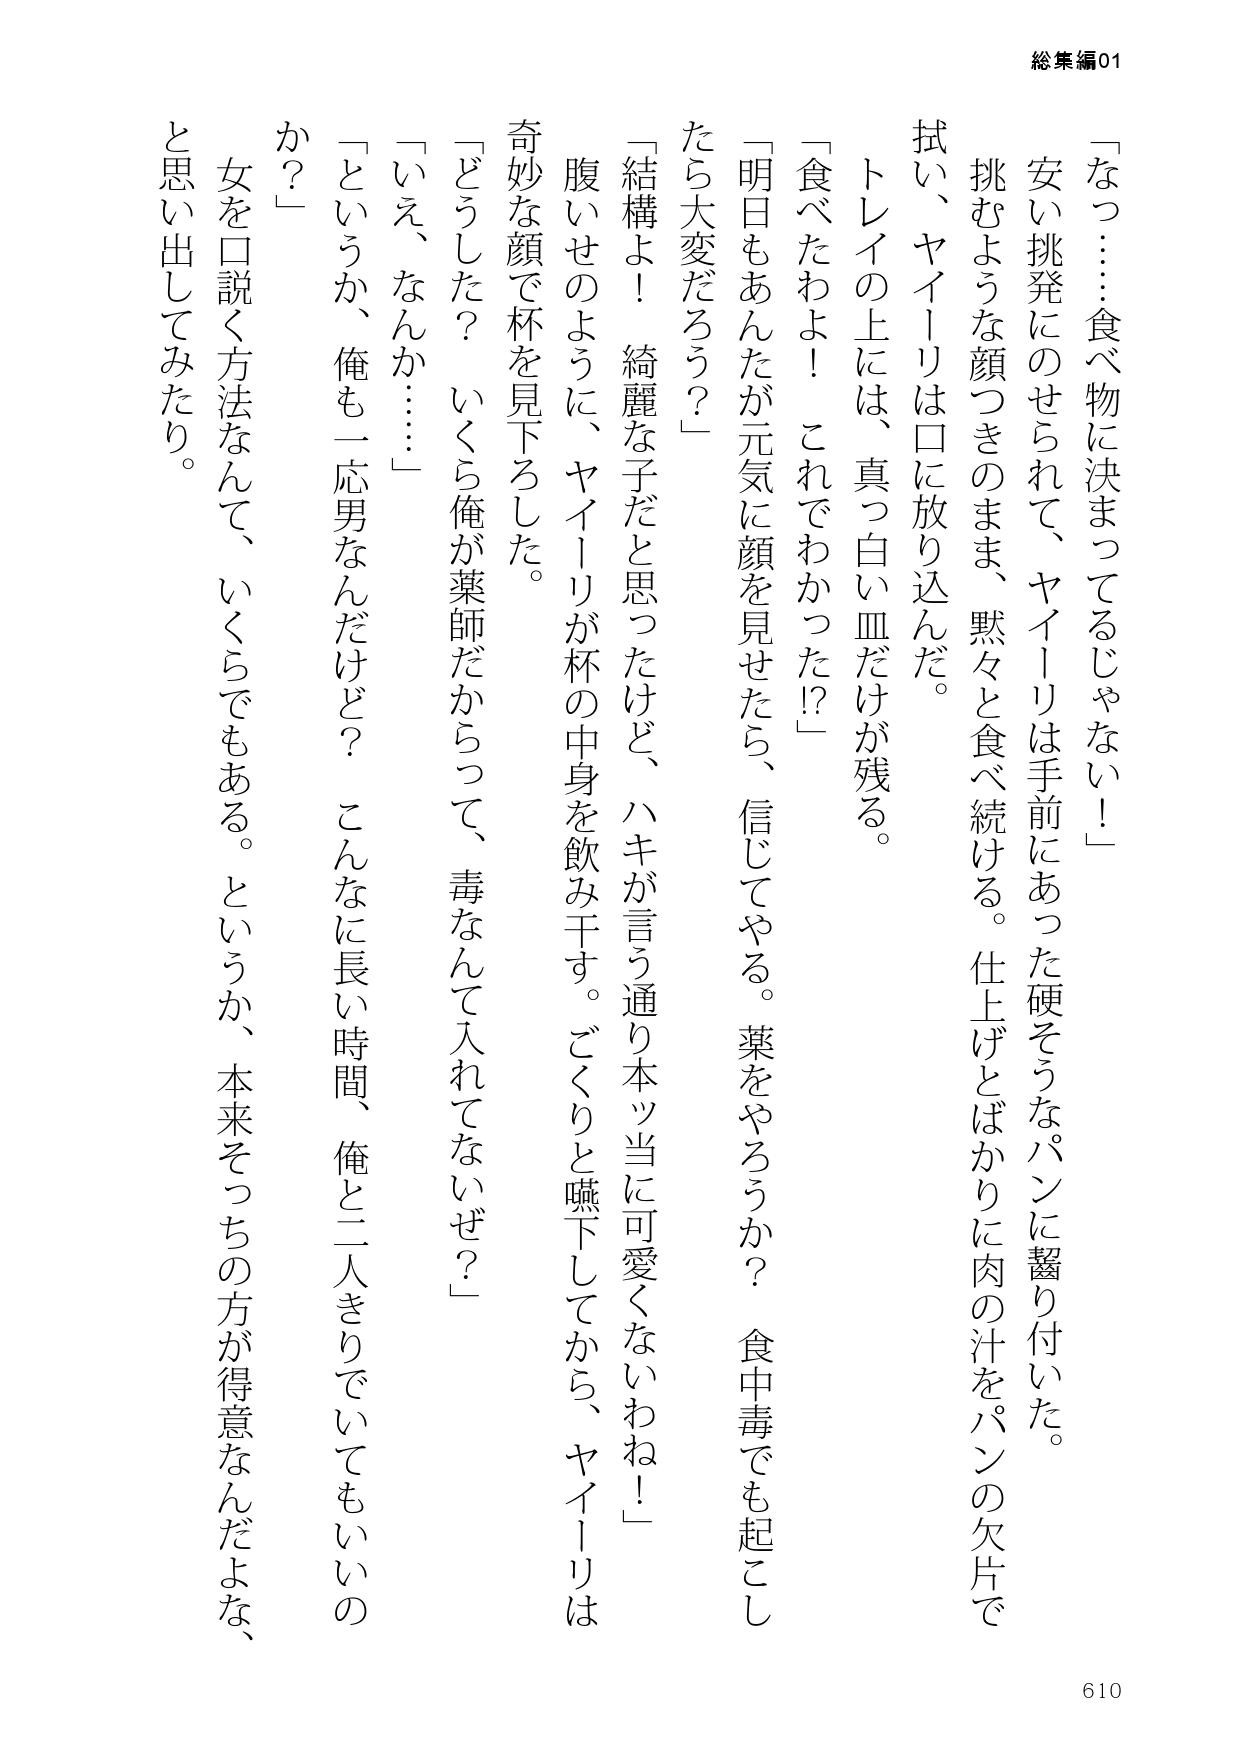 総集編01
「なっ……食べ物に決まってるじゃない！」
　安い挑発にのせられて、ヤイーリは手前にあった硬そうなパンに齧り付いた。
　挑むような顔つきのまま、黙々と食べ続ける。仕上げとばかりに肉の汁をパンの欠片で
拭い、ヤイーリは口に放り込んだ。
　トレイの上には、真っ白い皿だけが残る。
「食べたわよ！　これでわかった!?」
「明日もあんたが元気に顔を見せたら、信じてやる。薬をやろうか？　食中毒でも起こし
たら大変だろう？」
「結構よ！　綺麗な子だと思ったけど、ハキが言う通り本ッ当に可愛くないわね！」
　腹いせのように、ヤイーリが杯の中身を飲み干す。ごくりと嚥下してから、ヤイーリは
奇妙な顔で杯を見下ろした。
「どうした？　いくら俺が薬師だからって、毒なんて入れてないぜ？」
「いえ、なんか……」
「というか、俺も一応男なんだけど？　こんなに長い時間、俺と二人きりでいてもいいの
か？」
　女を口説く方法なんて、いくらでもある。というか、本来そっちの方が得意なんだよな、
と思い出してみたり。
610